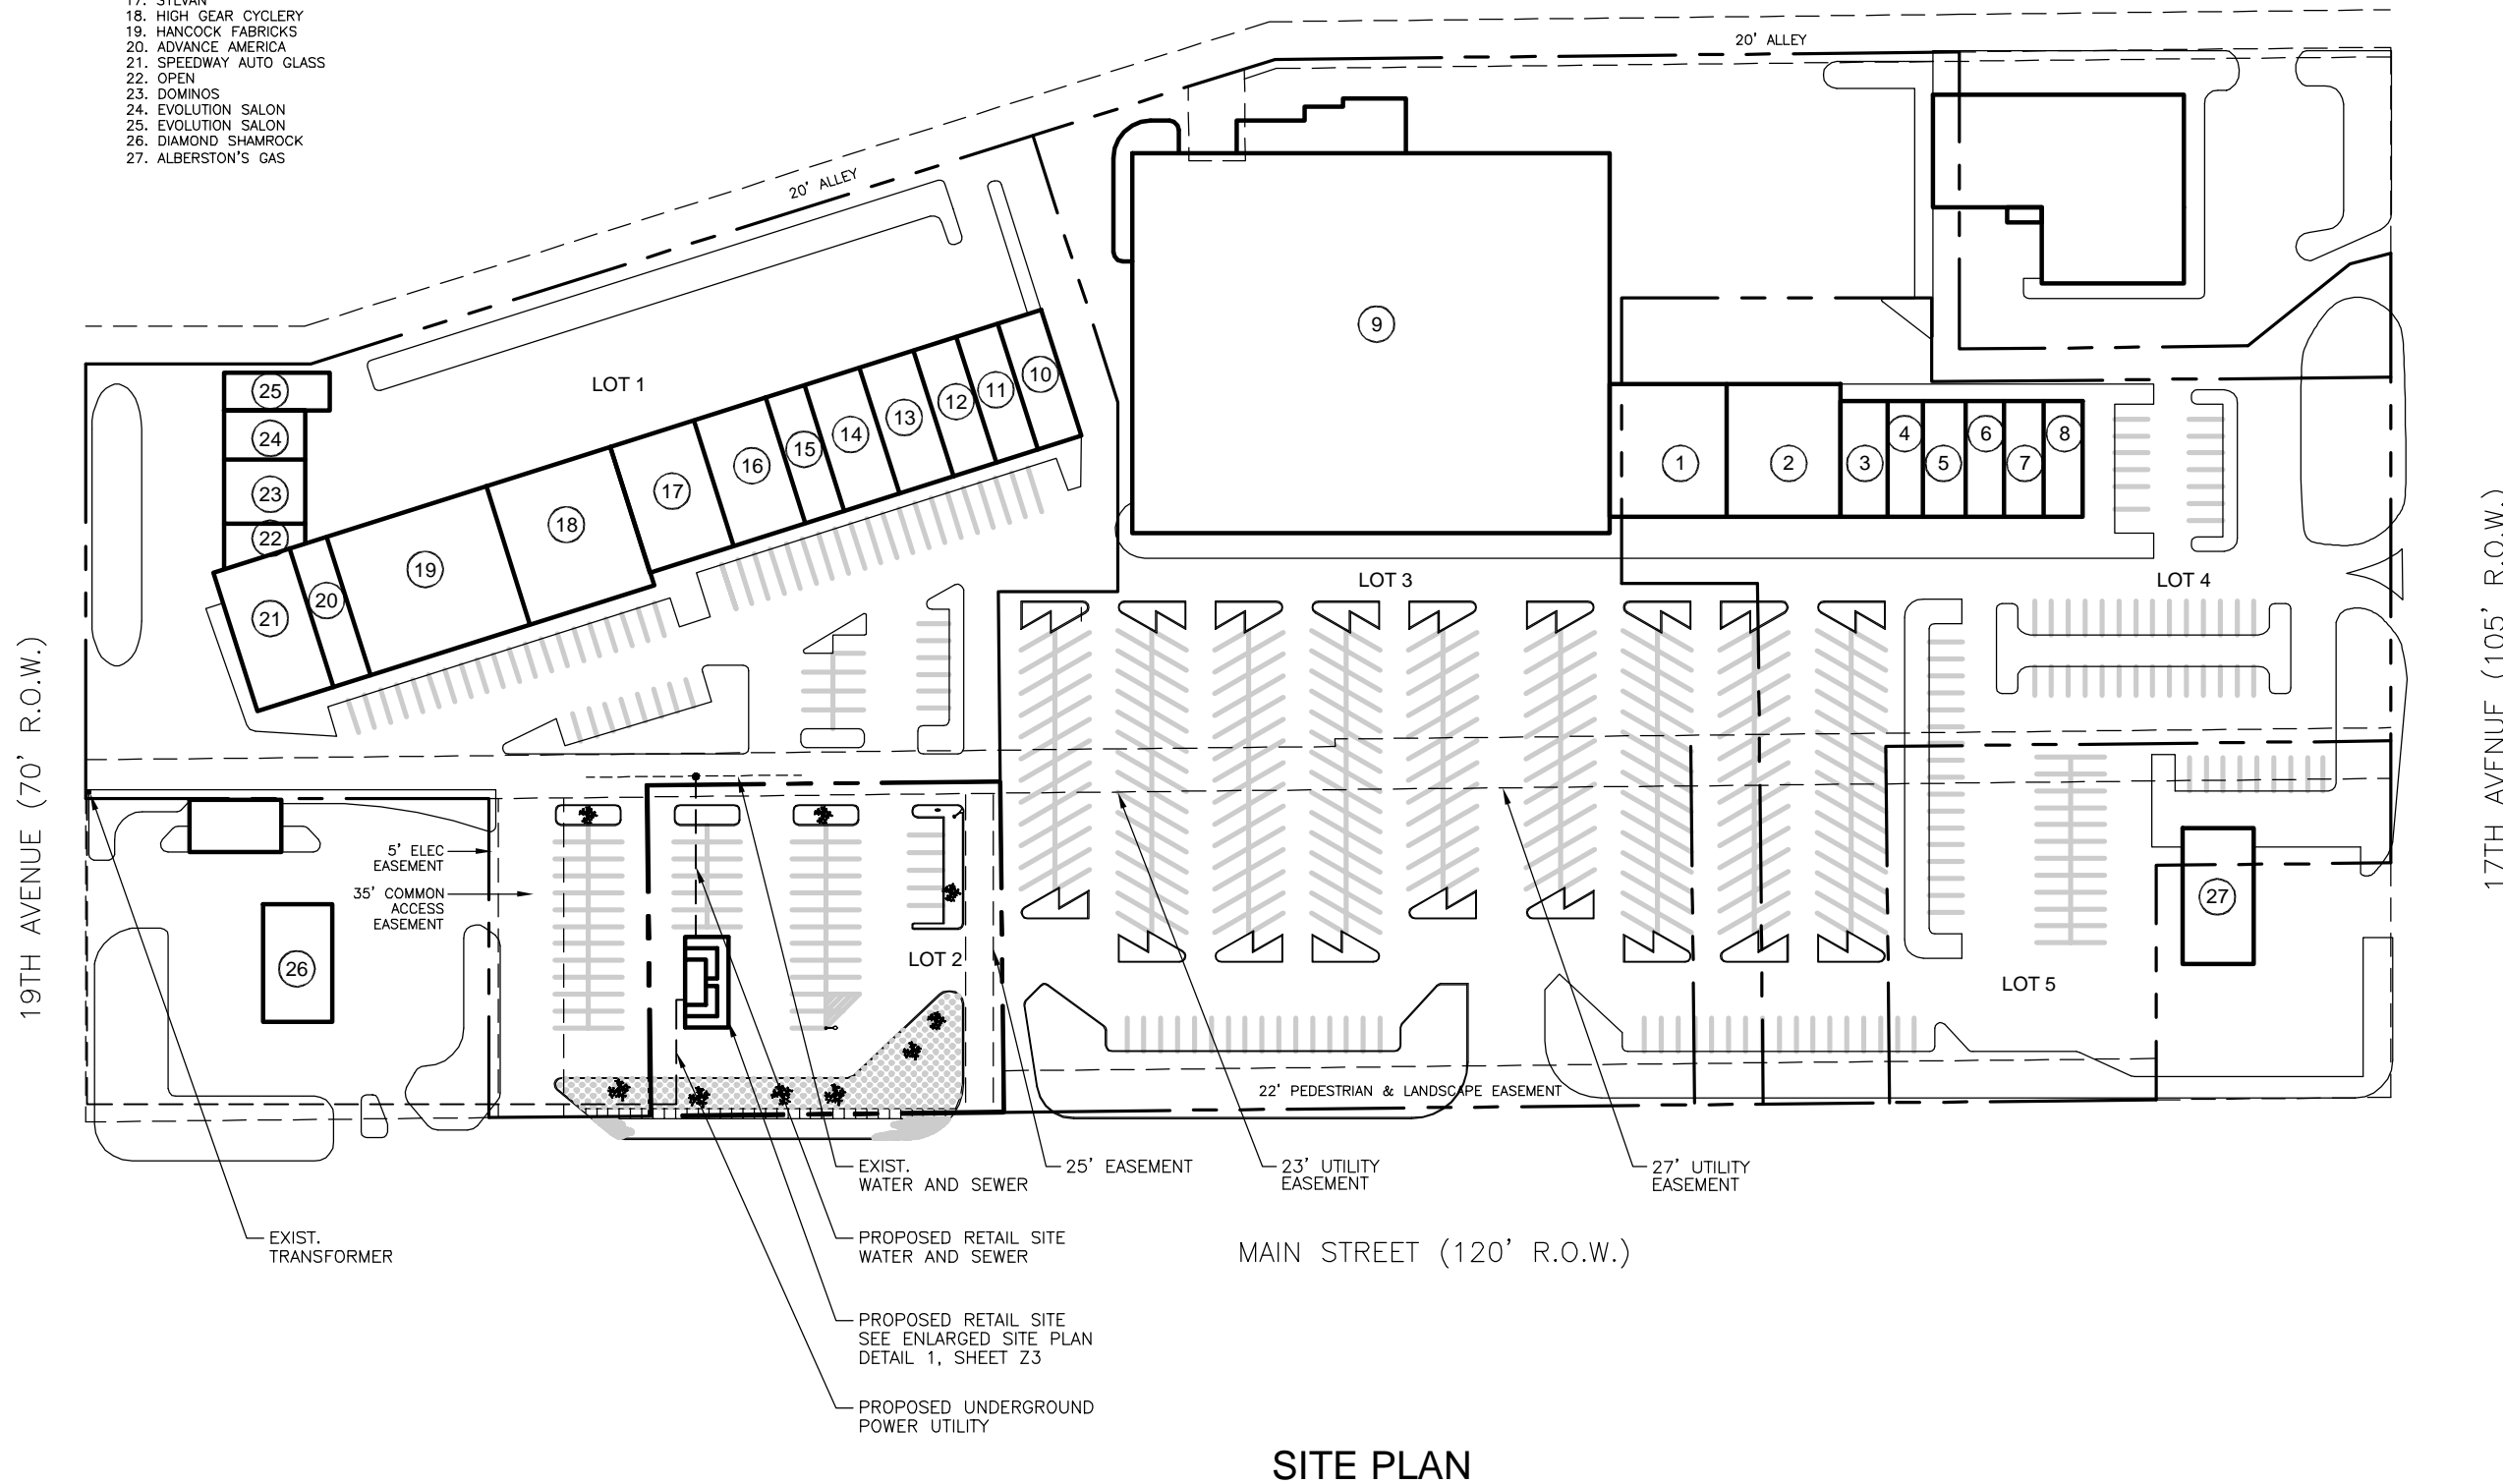 17. SYLVAN
18. HIGH GEAR CYCLERY
19. HANCOCK FABRICKS
20. ADVANCE AMERICA
21. SPEEDWAY AUTO GLASS
22. OPEN
23. DOMINOS
24. EVOLUTION SALON
25. EVOLUTION SALON
26. DIAMOND SHAMROCK
27. ALBERSTON'S GAS
20' ALLEY
20' ALLEY
LOT 1
9
25
24
23
22
21
20
19
18
17
16
15
14
13
12
11
10
1
2
3
4
5
6
7
8
LOT 3
LOT 4
19TH AVENUE (70' R.O.W.)
17TH AVENUE (105' R.O.W.)
5' ELEC
EASEMENT
35' COMMON
ACCESS
EASEMENT
26
27
LOT 2
LOT 5
22' PEDESTRIAN & LANDSCAPE EASEMENT
EXIST.
WATER AND SEWER
25' EASEMENT
23' UTILITY
EASEMENT
27' UTILITY
EASEMENT
EXIST.
TRANSFORMER
PROPOSED RETAIL SITE
WATER AND SEWER
MAIN STREET (120' R.O.W.)
PROPOSED RETAIL SITE
SEE ENLARGED SITE PLAN
DETAIL 1, SHEET Z3
PROPOSED UNDERGROUND
POWER UTILITY
SITE PLAN